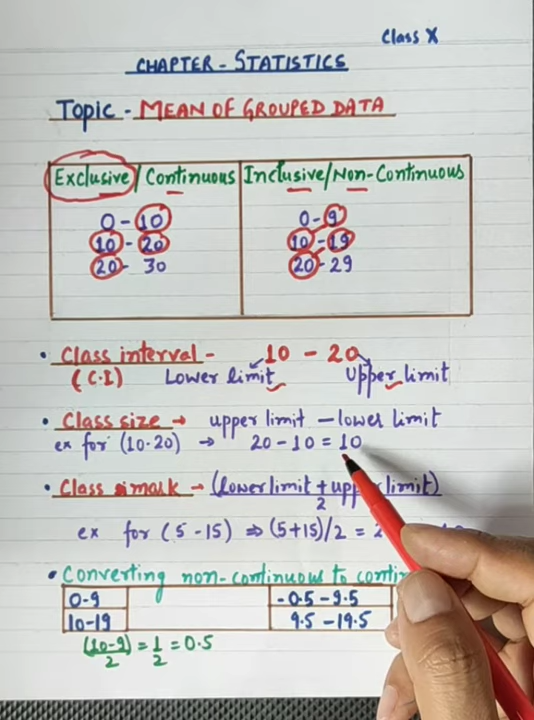 Class X
CHAPTER - STATISTICS
Topic - MEAN OF GROUPED DATA
Exclusive / Continuous
0 - 10
10 - 20
20 - 30
Inclusive/Non-Continuous
0 - 9
10 - 19
20 - 29
• Class interval - 10 - 20
(C.I) Lower limit Upper limit
• Class size → upper limit - lower limit
ex for (10-20) → 20 - 10 = 10
• Class mark → (lower limit + upper limit)
2
ex for (5 - 15) ⇒ (5+15)/2 =
• Converting non-continuous to
0-9 - 0.5 - 9.5
10-19 9.5 - 19.5
(10-9)/2 = 1/2 = 0.5